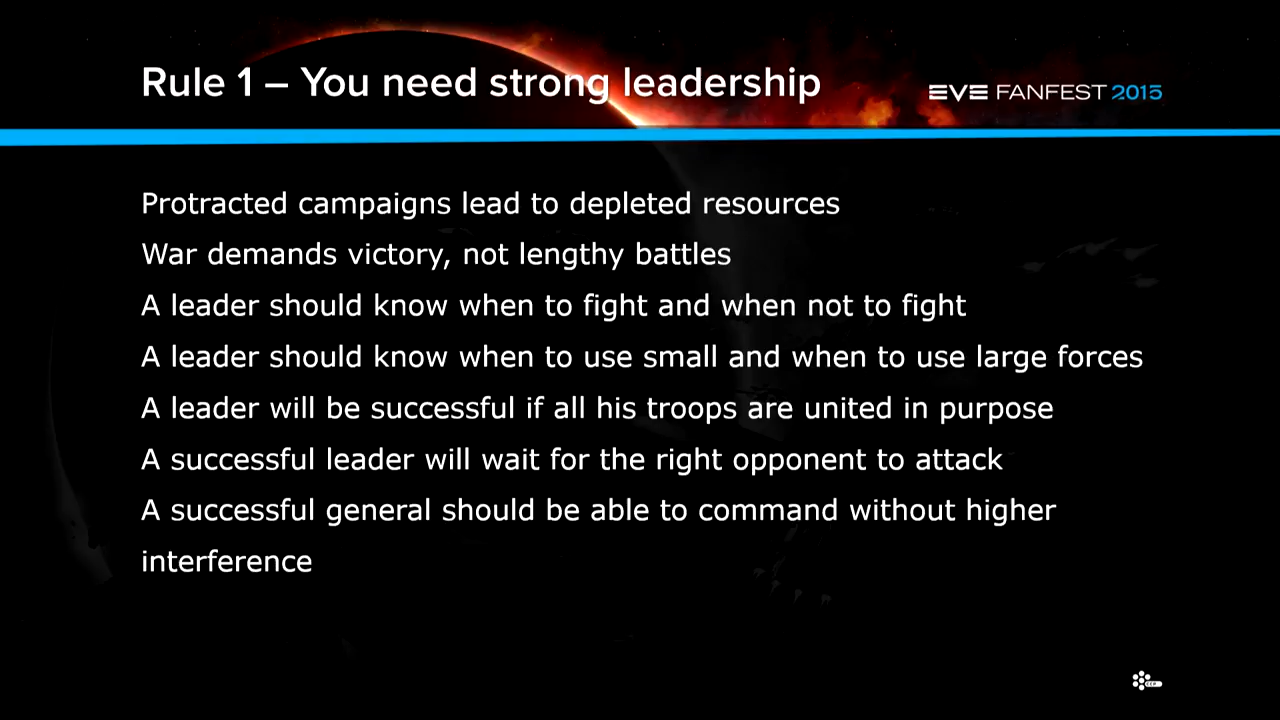 Rule 1 – You need strong leadership
EVE FANFEST 2015
Protracted campaigns lead to depleted resources
War demands victory, not lengthy battles
A leader should know when to fight and when not to fight
A leader should know when to use small and when to use large forces
A leader will be successful if all his troops are united in purpose
A successful leader will wait for the right opponent to attack
A successful general should be able to command without higher
interference
CCP